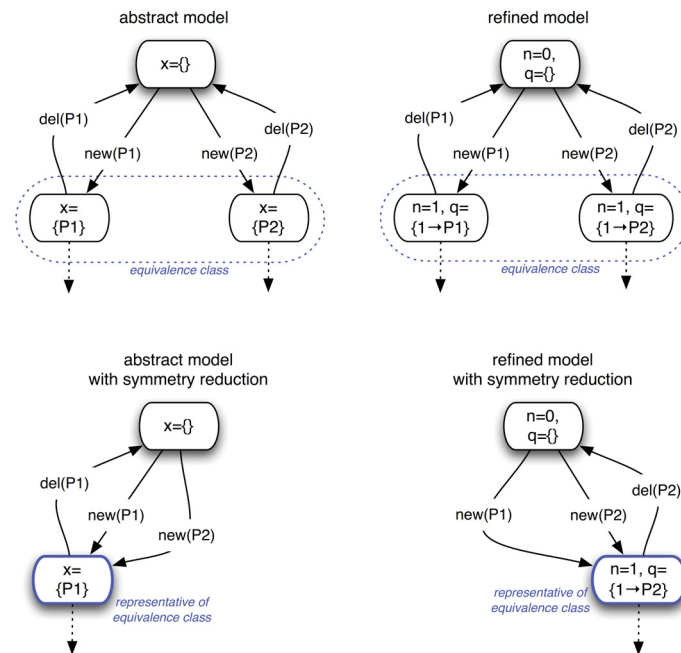 abstract model
x={}
del(P1)
new(P1)
new(P2)
del(P2)
x=
{P1}
x=
{P2}
equivalence class
refined model
n=0,
q={}
del(P1)
new(P1)
new(P2)
del(P2)
n=1, q=
{1→P1}
n=1, q=
{1→P2}
equivalence class
abstract model
with symmetry reduction
x={}
del(P1)
new(P1)
new(P2)
x=
{P1}
representative of
equivalence class
refined model
with symmetry reduction
n=0,
q={}
new(P1)
new(P2)
del(P2)
n=1, q=
{1→P2}
representative of
equivalence class